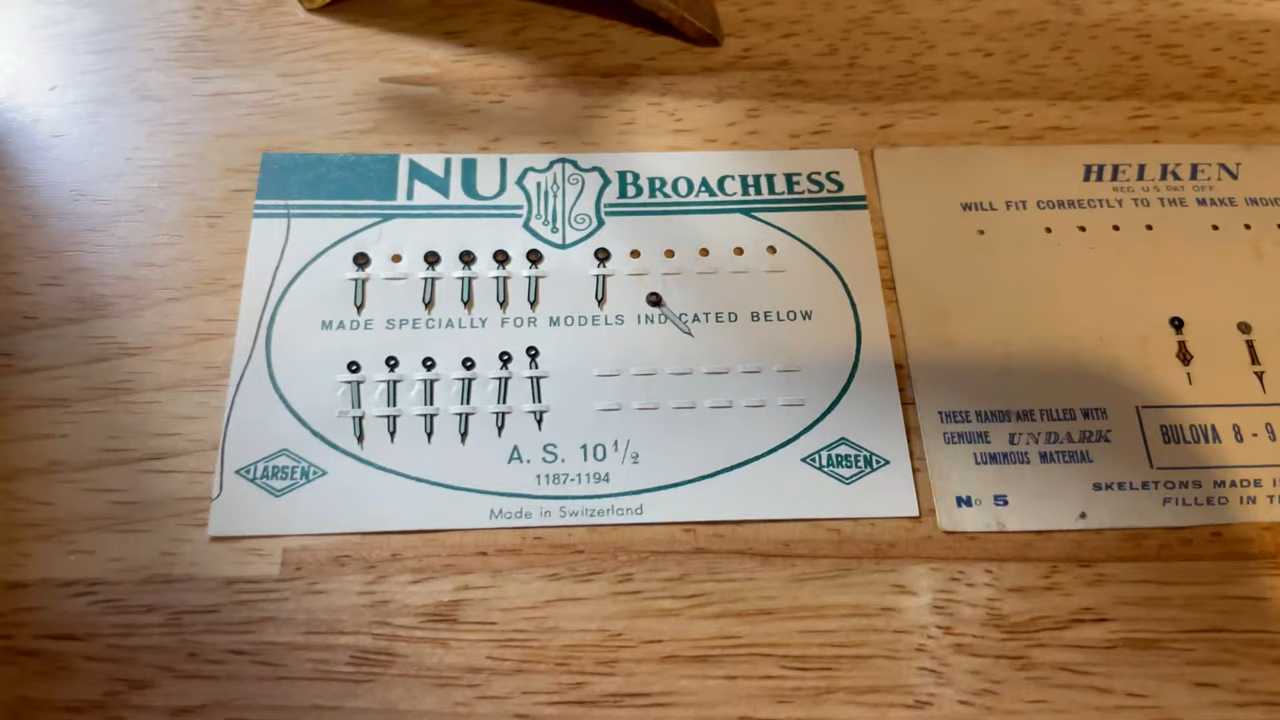 NU BROACHLESS
MADE SPECIALLY FOR MODELS INDICATED BELOW
A. S. 10 1/2
1187-1194
LARSEN
LARSEN
Made in Switzerland
HELKEN
REG. U.S. PAT. OFF.
WILL FIT CORRECTLY TO THE MAKE
THESE HANDS ARE FILLED WITH
GENUINE UNDARK
LUMINOUS MATERIAL
BULOVA 8 - 9
No 5
SKELETONS MADE
FILLED IN